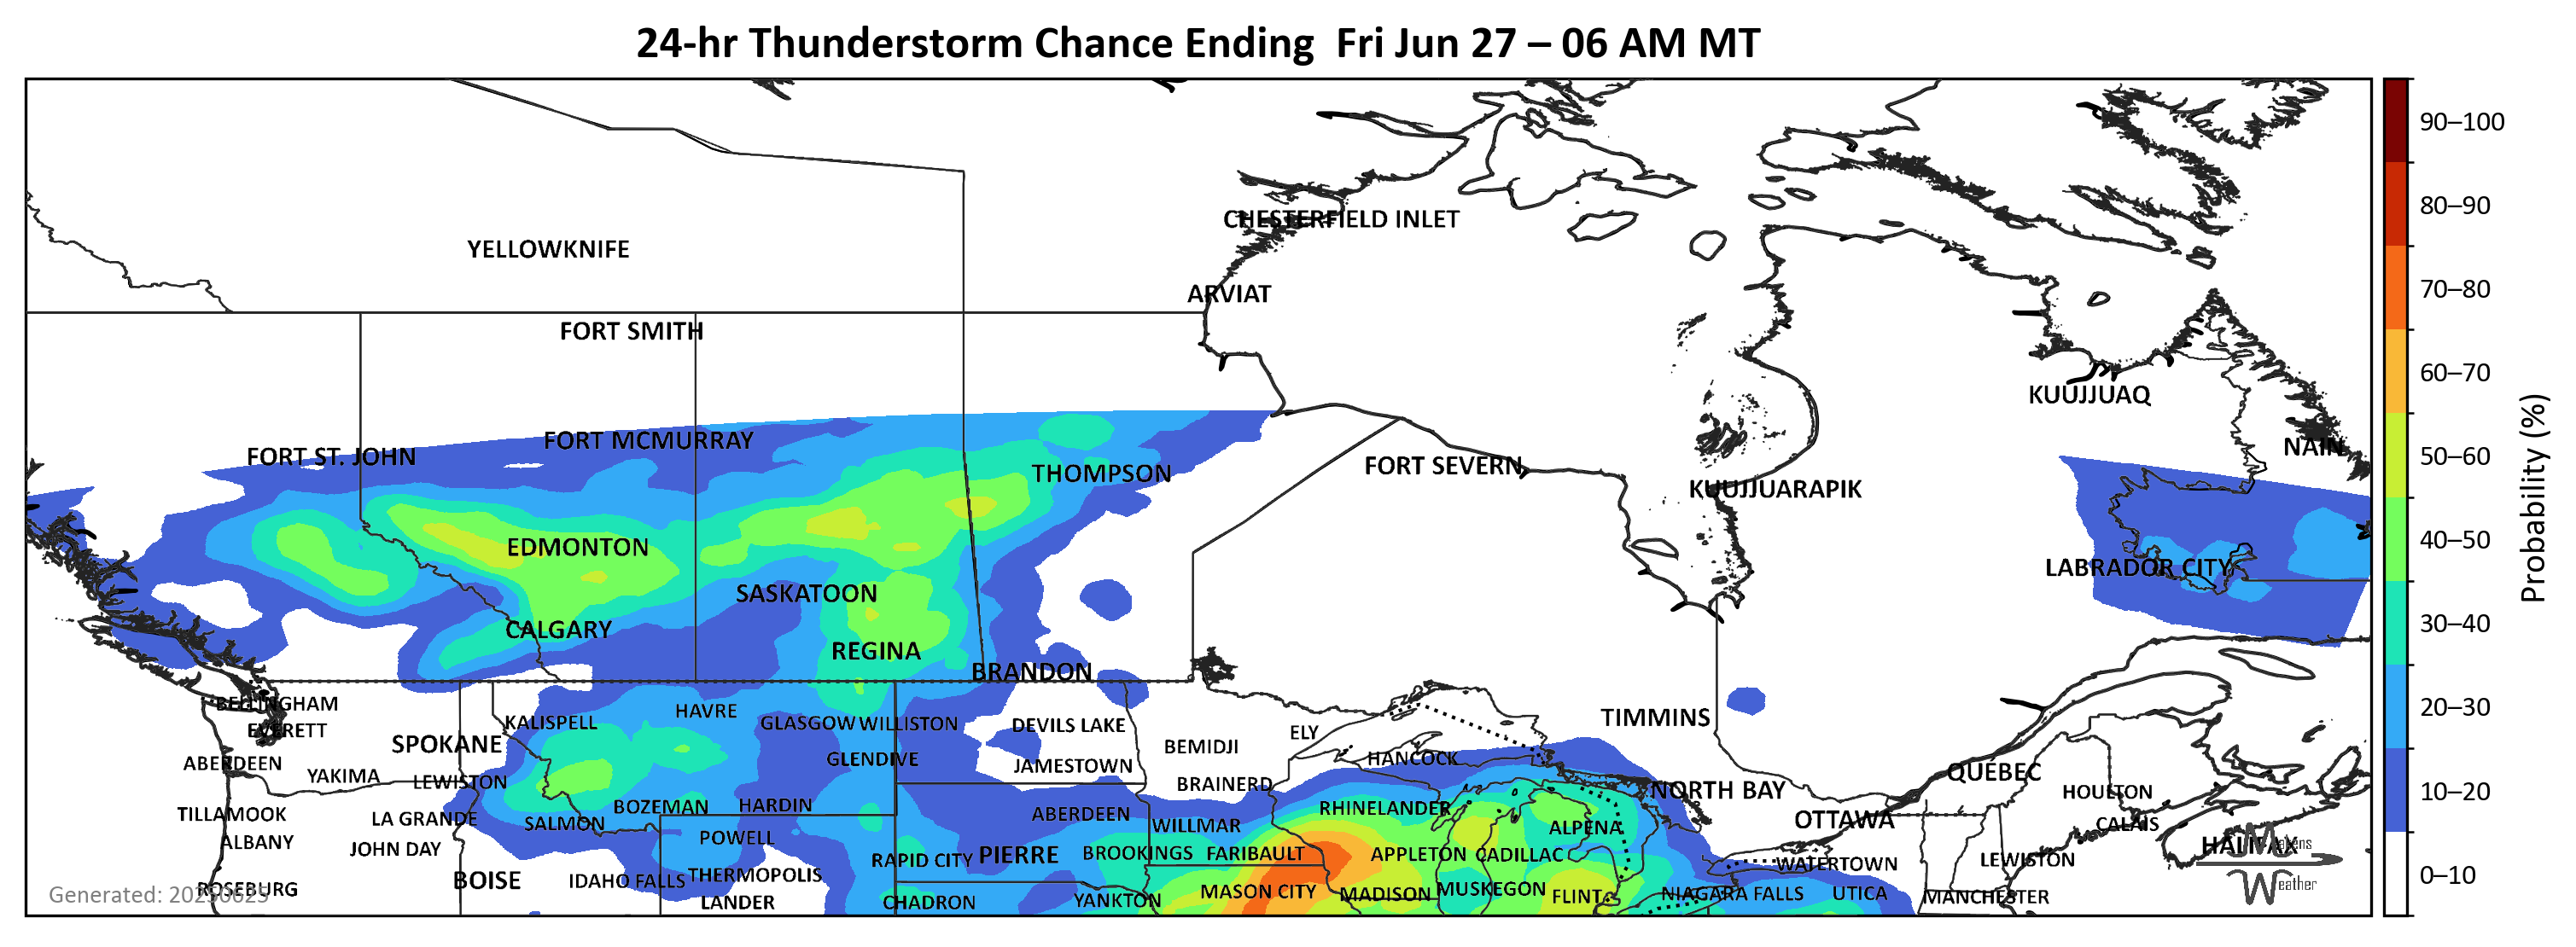 24-hr Thunderstorm Chance Ending  Fri Jun 27 – 06 AM MT
90–100
80–90
70–80
60–70
50–60
40–50
30–40
20–30
10–20
0–10
Probability (%)
CHESTERFIELD INLET
YELLOWKNIFE
ARVIAT
FORT SMITH
KUUJJUAQ
FORT MCMURRAY
NAIN
FORT ST. JOHN
FORT SEVERN
THOMPSON
KUUJJUARAPIK
EDMONTON
LABRADOR CITY
SASKATOON
CALGARY
REGINA
BRANDON
BELLINGHAM
HAVRE
TIMMINS
KALISPELL
GLASGOW
WILLISTON
DEVILS LAKE
EVERETT
ELY
SPOKANE
BEMIDJI
HANCOCK
GLENDIVE
ABERDEEN
JAMESTOWN
QUÉBEC
YAKIMA
LEWISTON
BRAINERD
NORTH BAY
HOULTON
BOZEMAN
HARDIN
RHINELANDER
TILLAMOOK
ABERDEEN
LA GRANDE
OTTAWA
SALMON
WILLMAR
ALPENA
CALAIS
POWELL
ALBANY
HALIFAX
Makens
JOHN DAY
BROOKINGS
FARIBAULT
PIERRE
APPLETON
CADILLAC
RAPID CITY
LEWISTON
WATERTOWN
THERMOPOLIS
BOISE
IDAHO FALLS
Weather
ROSEBURG
MUSKEGON
MASON CITY
MADISON
NIAGARA FALLS
UTICA
Generated: 20250625
FLINT
MANCHESTER
YANKTON
LANDER
CHADRON